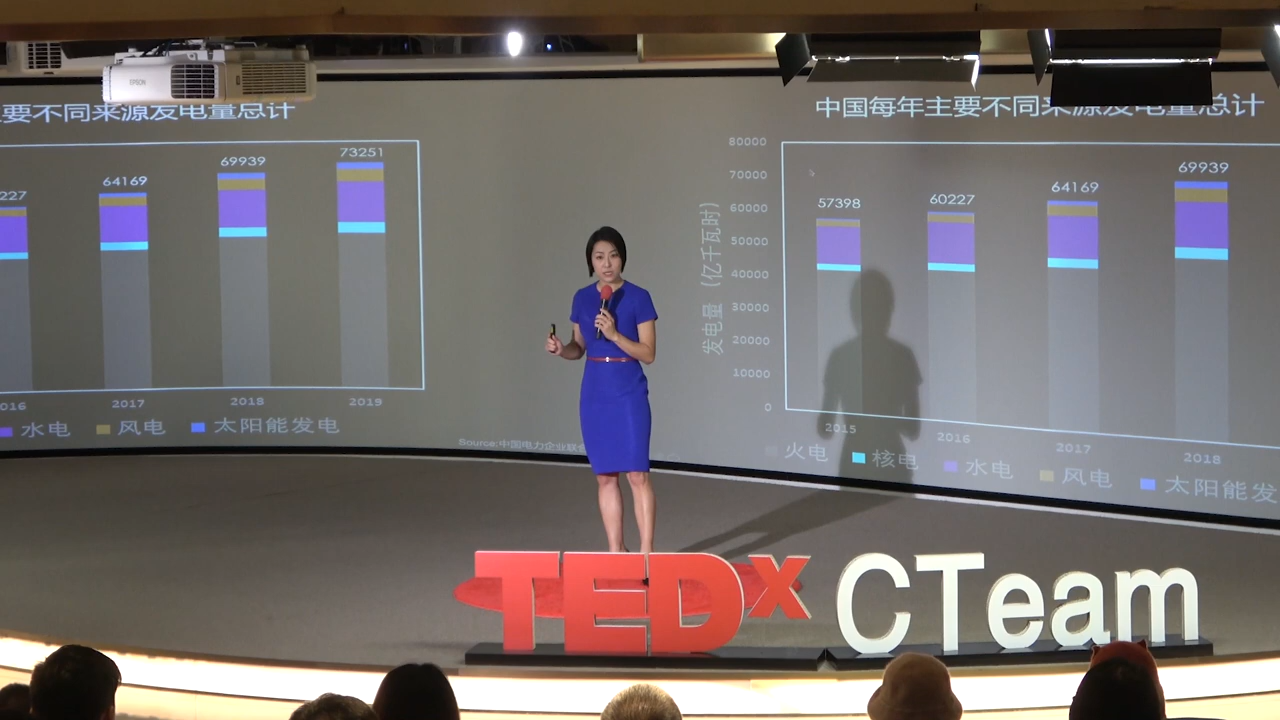 EPSON
要不同来源发电量总计
227
64169
69939
73251
016
2017
2018
2019
水电
风电
太阳能发电
Source:中国电力企业联合
中国每年主要不同来源发电量总计
发电量 (亿千瓦时)
80000
70000
60000
50000
40000
30000
20000
10000
0
57398
60227
64169
69939
2015
2016
2017
2018
火电
核电
水电
风电
太阳能发
TEDx CTeam